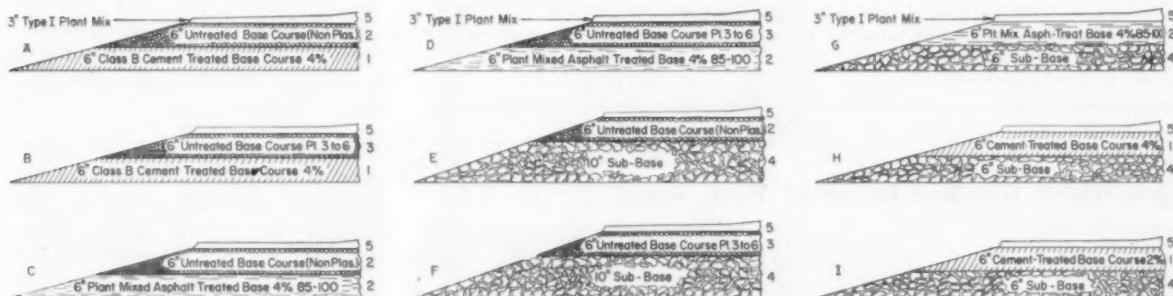 3" Type I Plant Mix
5
A
6" Untreated Base Course (Non Plas.)
2
6" Class B Cement Treated Base Course 4%
1
5
B
6" Untreated Base Course Pl. 3 to 6
3
6" Class B Cement Treated Base Course 4%
1
5
C
6" Untreated Base Course (Non Plas.)
2
6" Plant Mixed Asphalt Treated Base 4% 85-100
2
3" Type I Plant Mix
5
D
6" Untreated Base Course Pl. 3 to 6
3
6" Plant Mixed Asphalt Treated Base 4% 85-100
2
5
E
6" Untreated Base Course (Non Plas.)
2
10" Sub-Base
4
5
F
6" Untreated Base Course Pl. 3 to 6
3
10" Sub-Base
4
3" Type I Plant Mix
5
G
6" Plt. Mix Asph-Treat Base 4% 85-100
2
6" Sub-Base
4
5
H
6" Cement-Treated Base Course 4%
1
6" Sub-Base
4
5
I
6" Cement-Treated Base Course 2%
1
6" Sub-Base
4